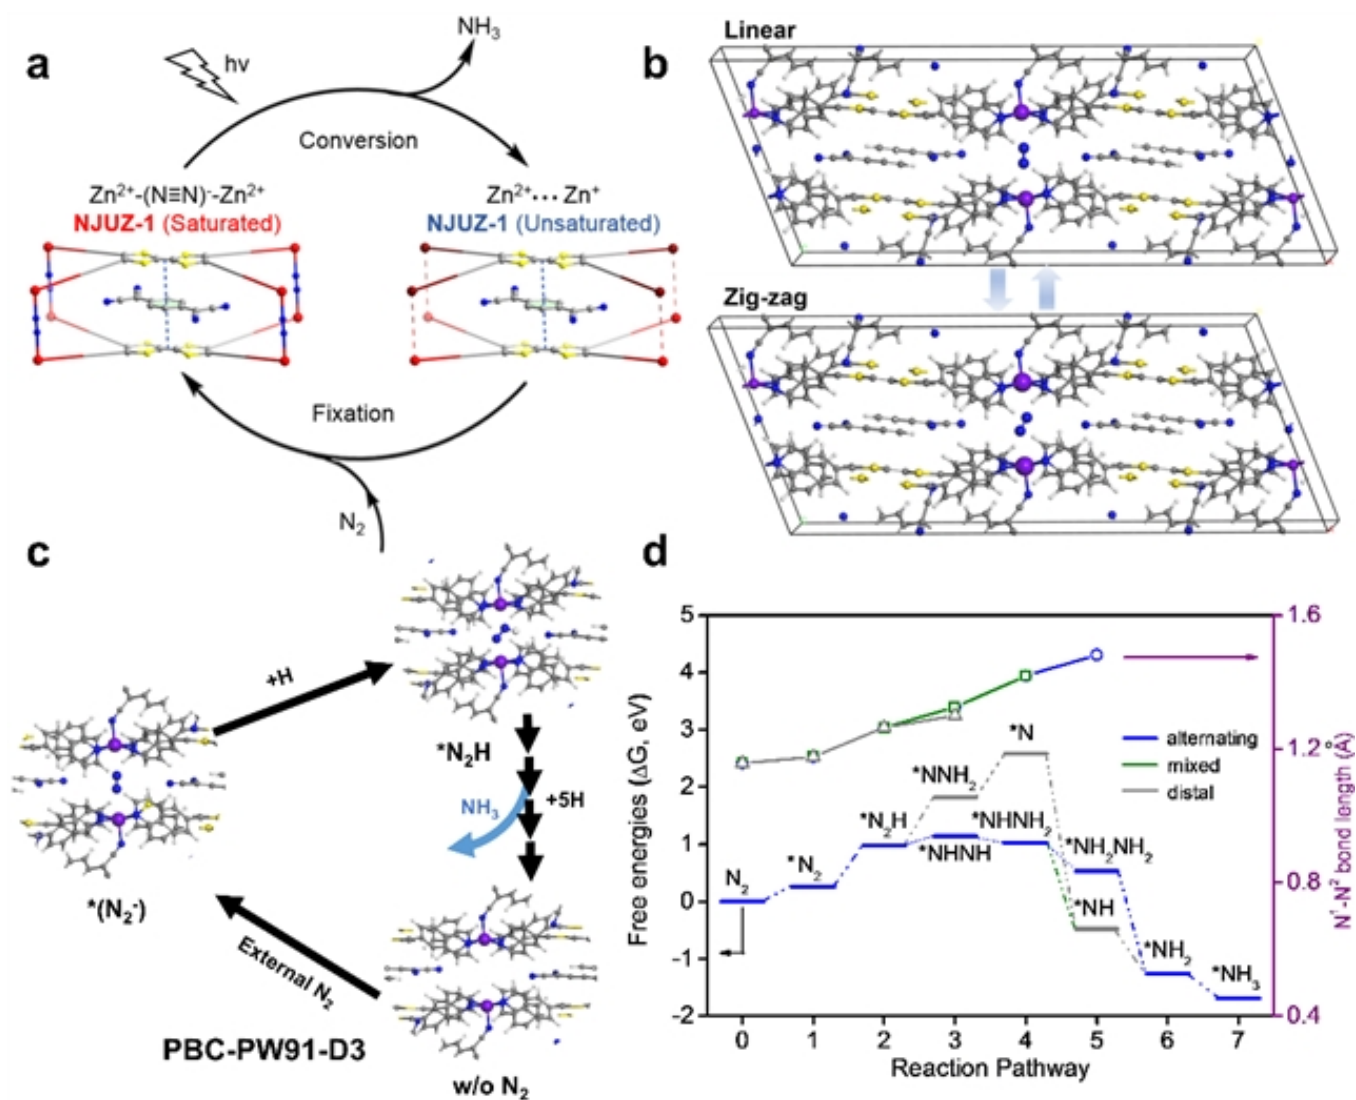 a
hν
NH₃
Conversion
Zn²⁺-(N≡N)⁻-Zn²⁺
NJUZ-1 (Saturated)
Zn²⁺···Zn⁺
NJUZ-1 (Unsaturated)
Fixation
N₂
b
Linear
Zig-zag
c
+H
*N₂H
NH₃
+5H
*(N₂⁻)
External N₂
PBC-PW91-D3
w/o N₂
d
Free energies (ΔG, eV)
5
4
3
2
1
0
-1
-2
N₂
*N₂
*N₂H
*NNH₂
*N
*NHNH₂
*NHNH
*NH₂NH₂
*NH
*NH₂
*NH₃
alternating
mixed
distal
1.6
1.2
0.8
0.4
N¹-N² bond length (Å)
0 1 2 3 4 5 6 7
Reaction Pathway